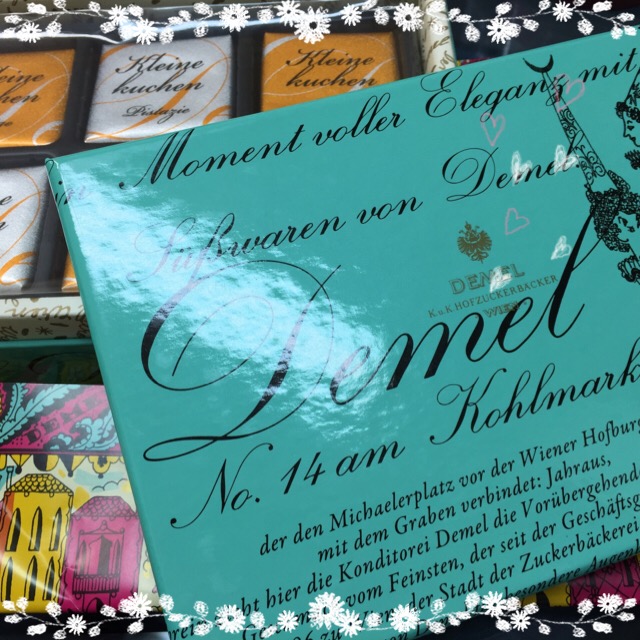 Kleine
kuchen
Pistazie
Kleine
kuchen
Moment voller Eleganz mit
Süßwaren von Demel
DEMEL
K.u.K.HOFZUCKERBÄCKER
WIEN
Demel
No. 14 am Kohlmark
der den Michaelerplatz vor der Wiener Hofburg
mit dem Graben verbindet: Jahraus,
hier die Konditorei Demel die Vorübergehend
vom Feinsten, der seit der Geschäftsg
der Stadt der Zuckerbäckerei